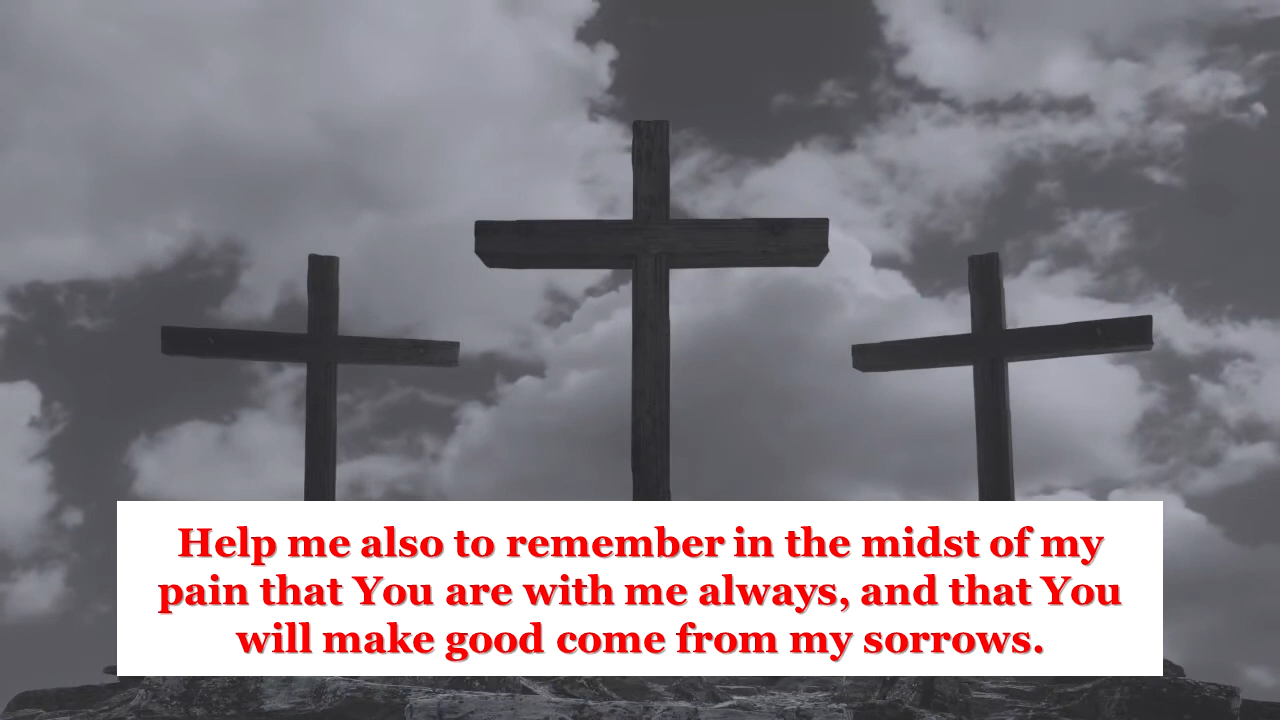 Help me also to remember in the midst of my
pain that You are with me always, and that You
will make good come from my sorrows.